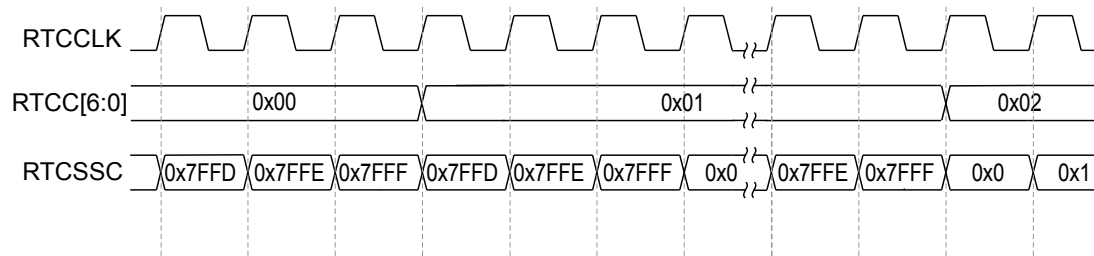 RTCCLK
RTCC[6:0] 0x00 0x01 0x02
RTCSSC 0x7FFD 0x7FFE 0x7FFF 0x7FFD 0x7FFE 0x7FFF 0x0 0x7FFE 0x7FFF 0x0 0x1